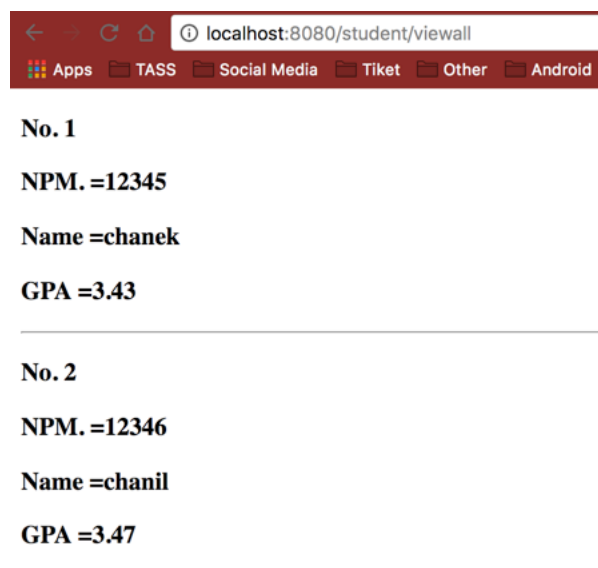 localhost:8080/student/viewall
Apps TASS Social Media Tiket Other Android
No. 1
NPM. =12345
Name =chanek
GPA =3.43
No. 2
NPM. =12346
Name =chanil
GPA =3.47